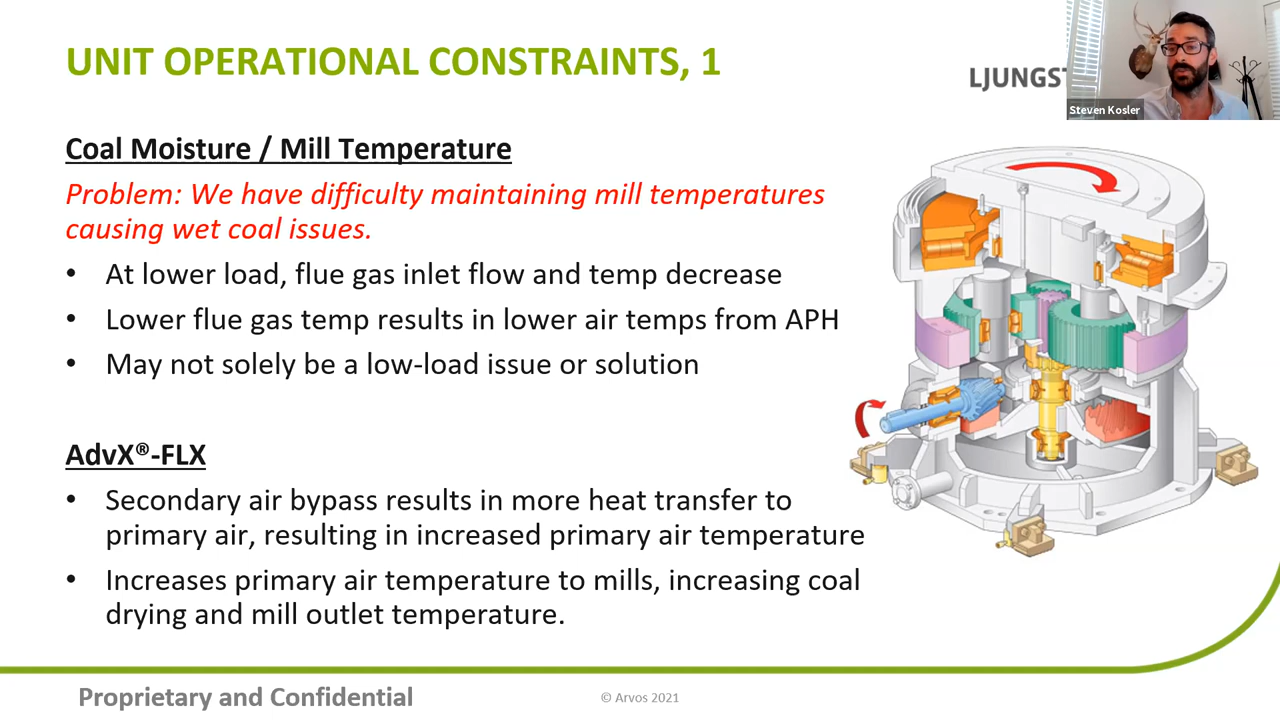 UNIT OPERATIONAL CONSTRAINTS, 1
LJUNGST
Steven Kosler
Coal Moisture / Mill Temperature
Problem: We have difficulty maintaining mill temperatures
causing wet coal issues.
• At lower load, flue gas inlet flow and temp decrease
• Lower flue gas temp results in lower air temps from APH
• May not solely be a low-load issue or solution
AdvX®-FLX
• Secondary air bypass results in more heat transfer to
primary air, resulting in increased primary air temperature
• Increases primary air temperature to mills, increasing coal
drying and mill outlet temperature.
Proprietary and Confidential
© Arvos 2021